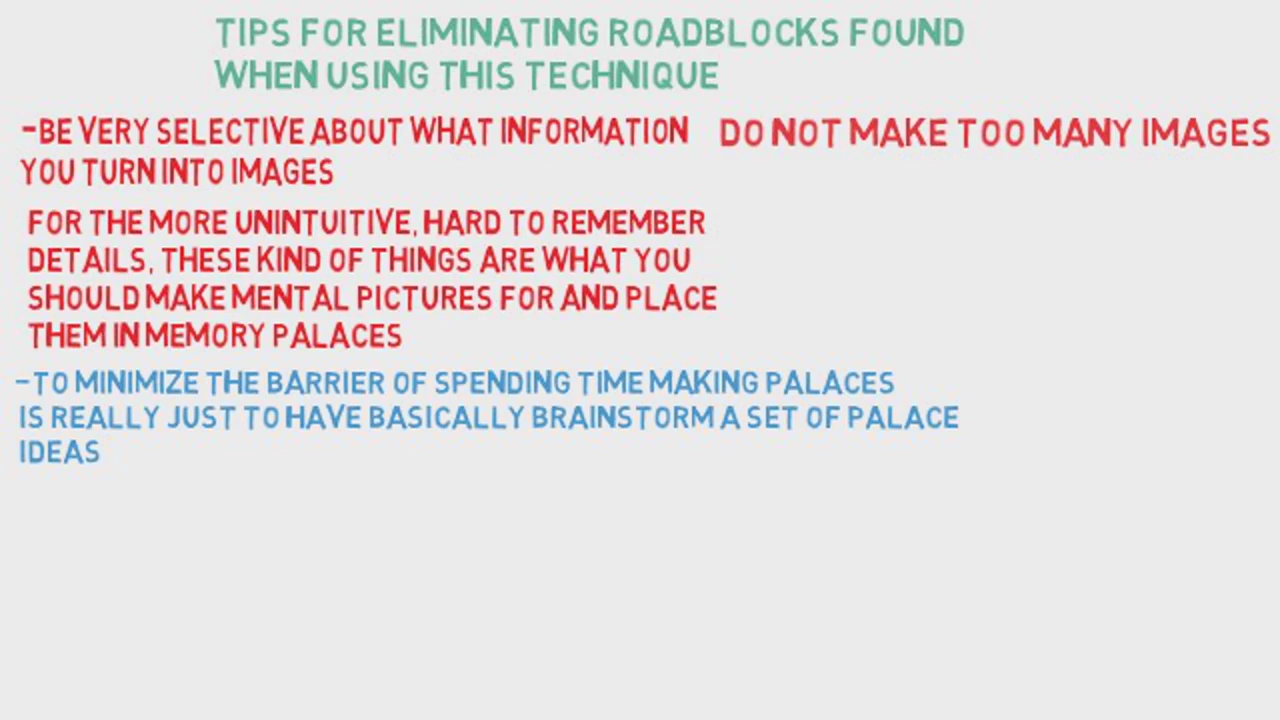 TIPS FOR ELIMINATING ROADBLOCKS FOUND
WHEN USING THIS TECHNIQUE
-BE VERY SELECTIVE ABOUT WHAT INFORMATION
YOU TURN INTO IMAGES
DO NOT MAKE TOO MANY IMAGES
FOR THE MORE UNINTUITIVE, HARD TO REMEMBER
DETAILS, THESE KIND OF THINGS ARE WHAT YOU
SHOULD MAKE MENTAL PICTURES FOR AND PLACE
THEM IN MEMORY PALACES
-TO MINIMIZE THE BARRIER OF SPENDING TIME MAKING PALACES
IS REALLY JUST TO HAVE BASICALLY BRAINSTORM A SET OF PALACE
IDEAS